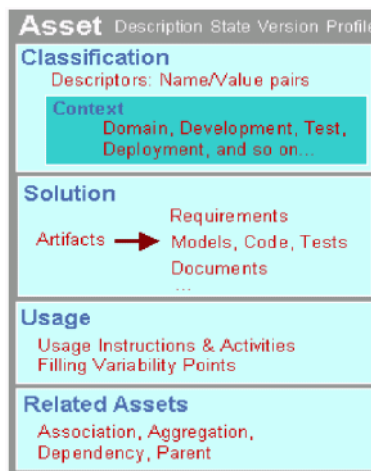 Asset Description State Version Profile
Classification
Descriptors: Name/Value pairs
Context
Domain, Development, Test,
Deployment, and so on...
Solution
Requirements
Artifacts Models, Code, Tests
Documents
...
Usage
Usage Instructions & Activities
Filling Variability Points
Related Assets
Association, Aggregation,
Dependency, Parent